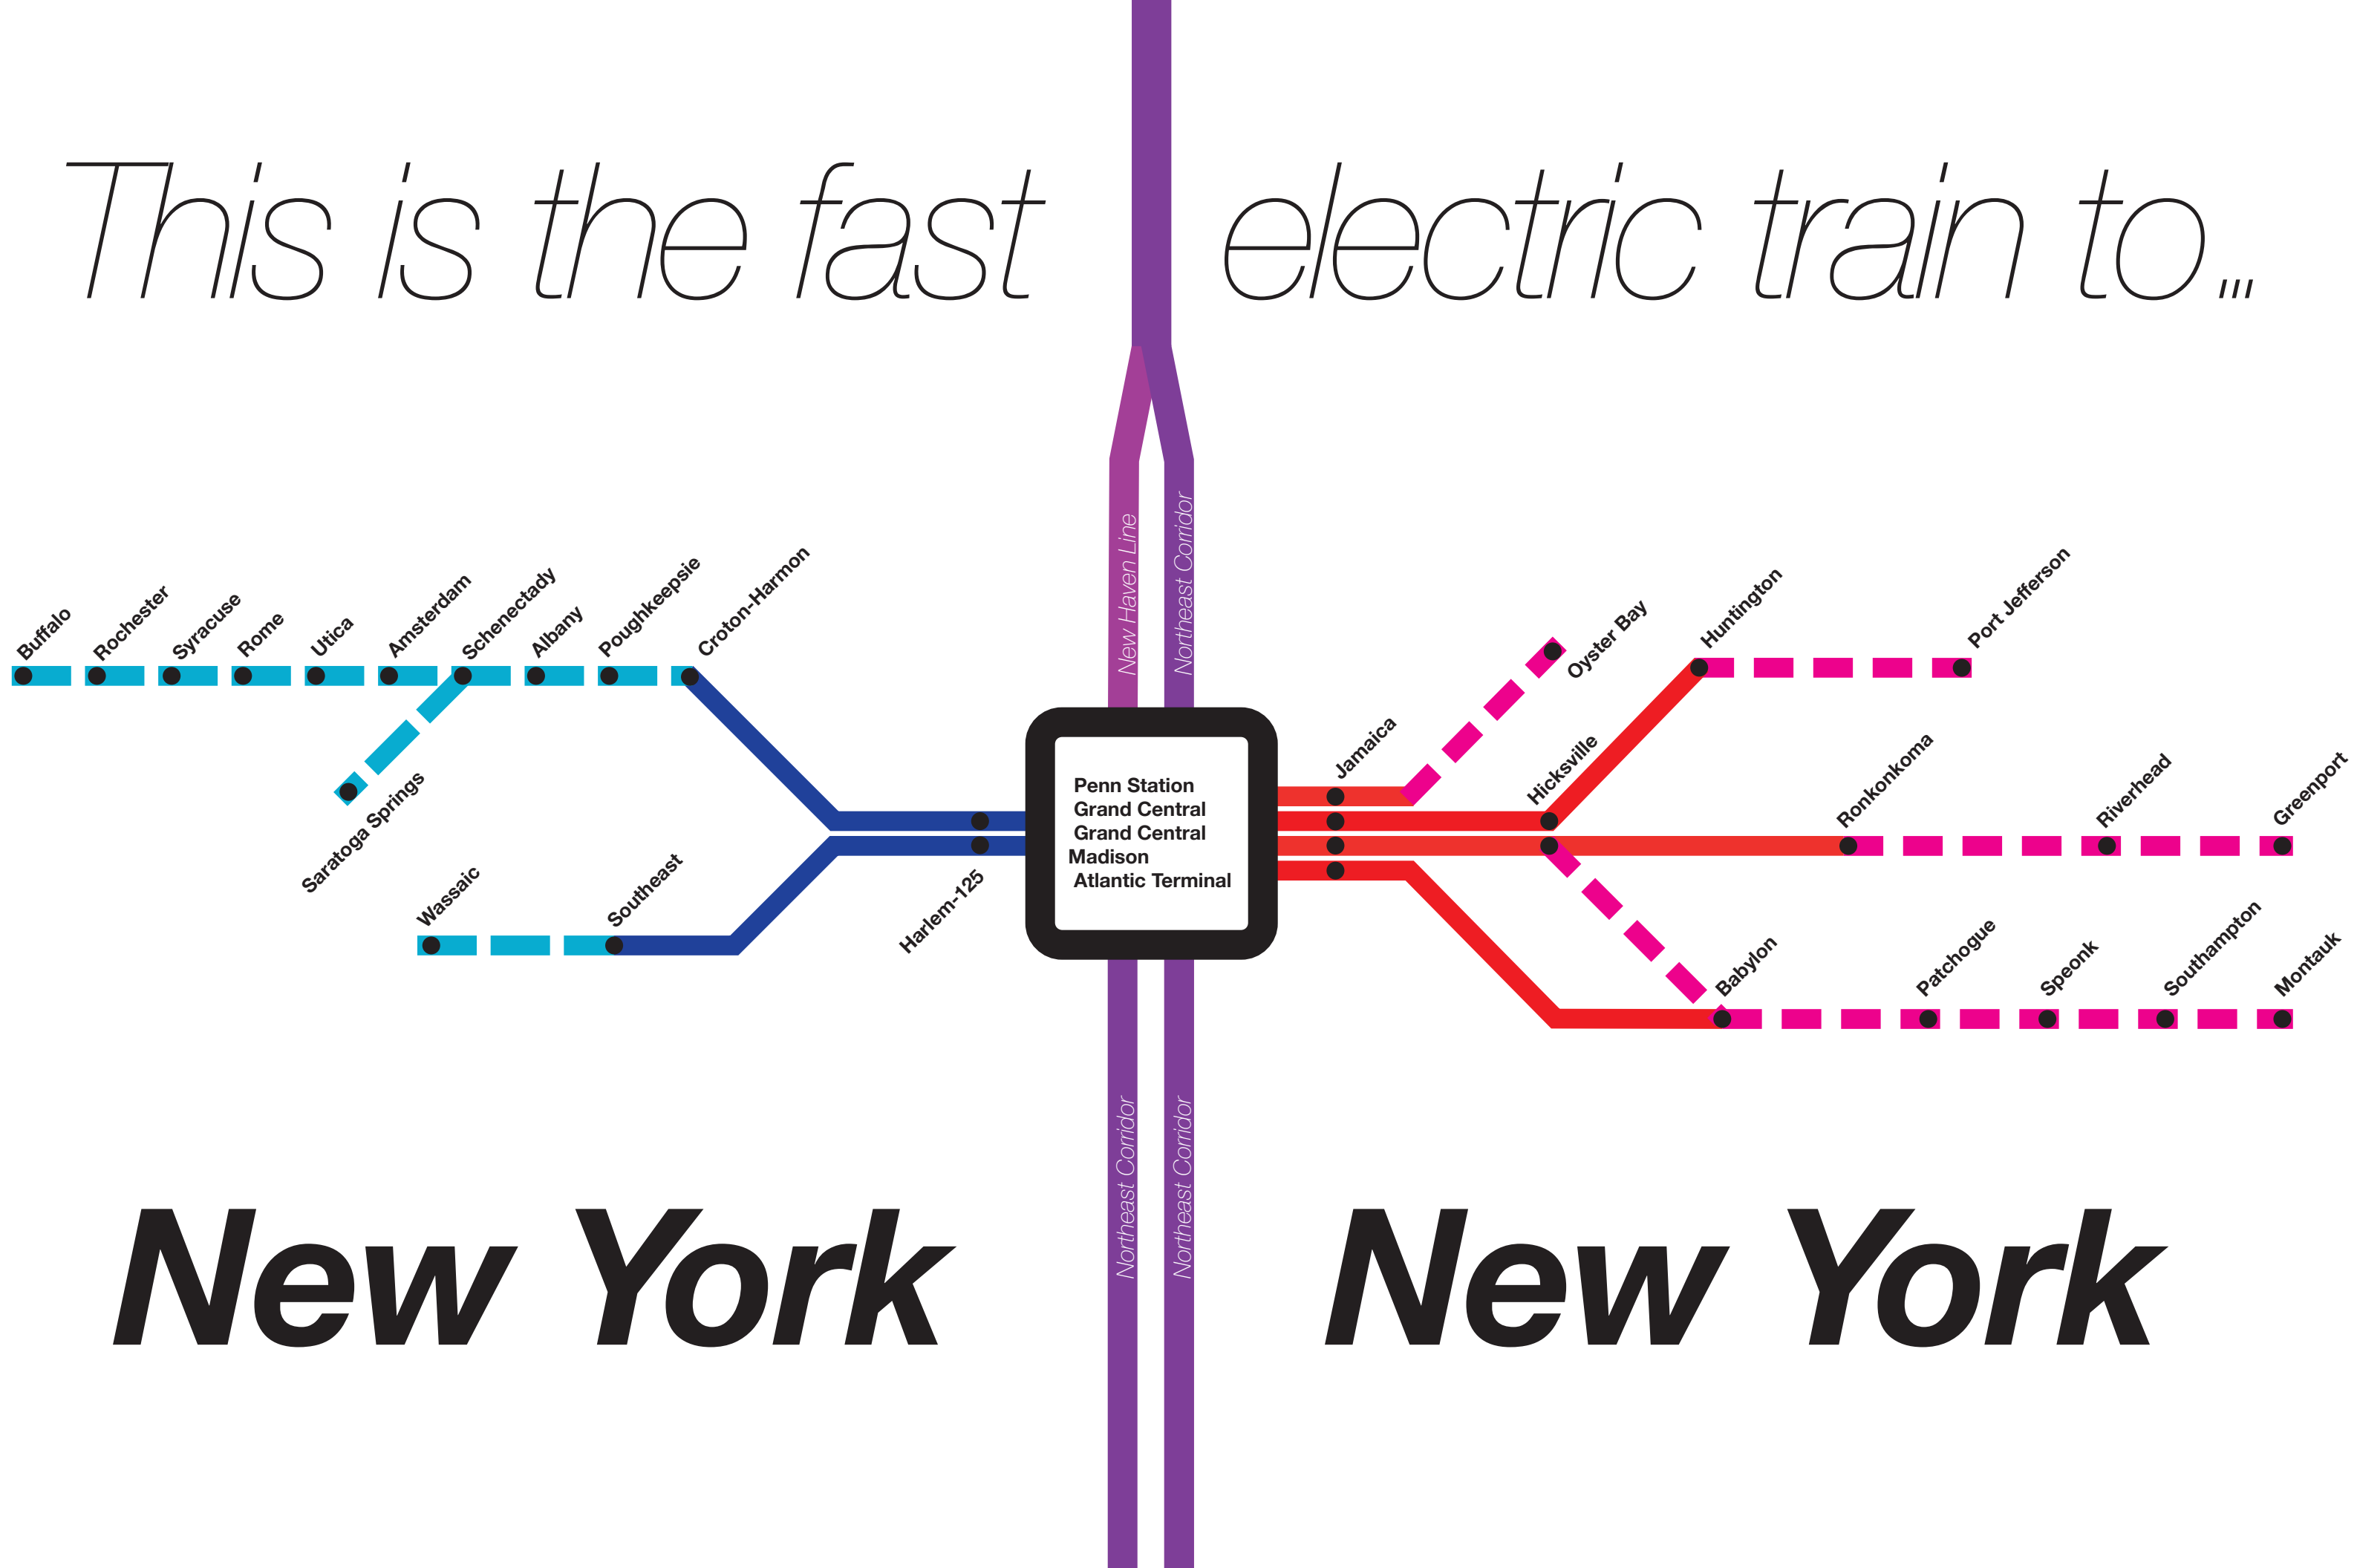 This is the fast electric train to...
New Haven Line
Northeast Corridor
Buffalo
Rochester
Syracuse
Rome
Utica
Amsterdam
Schenectady
Albany
Poughkeepsie
Croton-Harmon
Saratoga Springs
Wassaic
Southeast
Harlem-125
Penn Station
Grand Central
Grand Central
Madison
Atlantic Terminal
Jamaica
Oyster Bay
Hicksville
Huntington
Port Jefferson
Ronkonkoma
Riverhead
Greenport
Babylon
Patchogue
Speonk
Southampton
Montauk
Northeast Corridor
Northeast Corridor
New York
New York